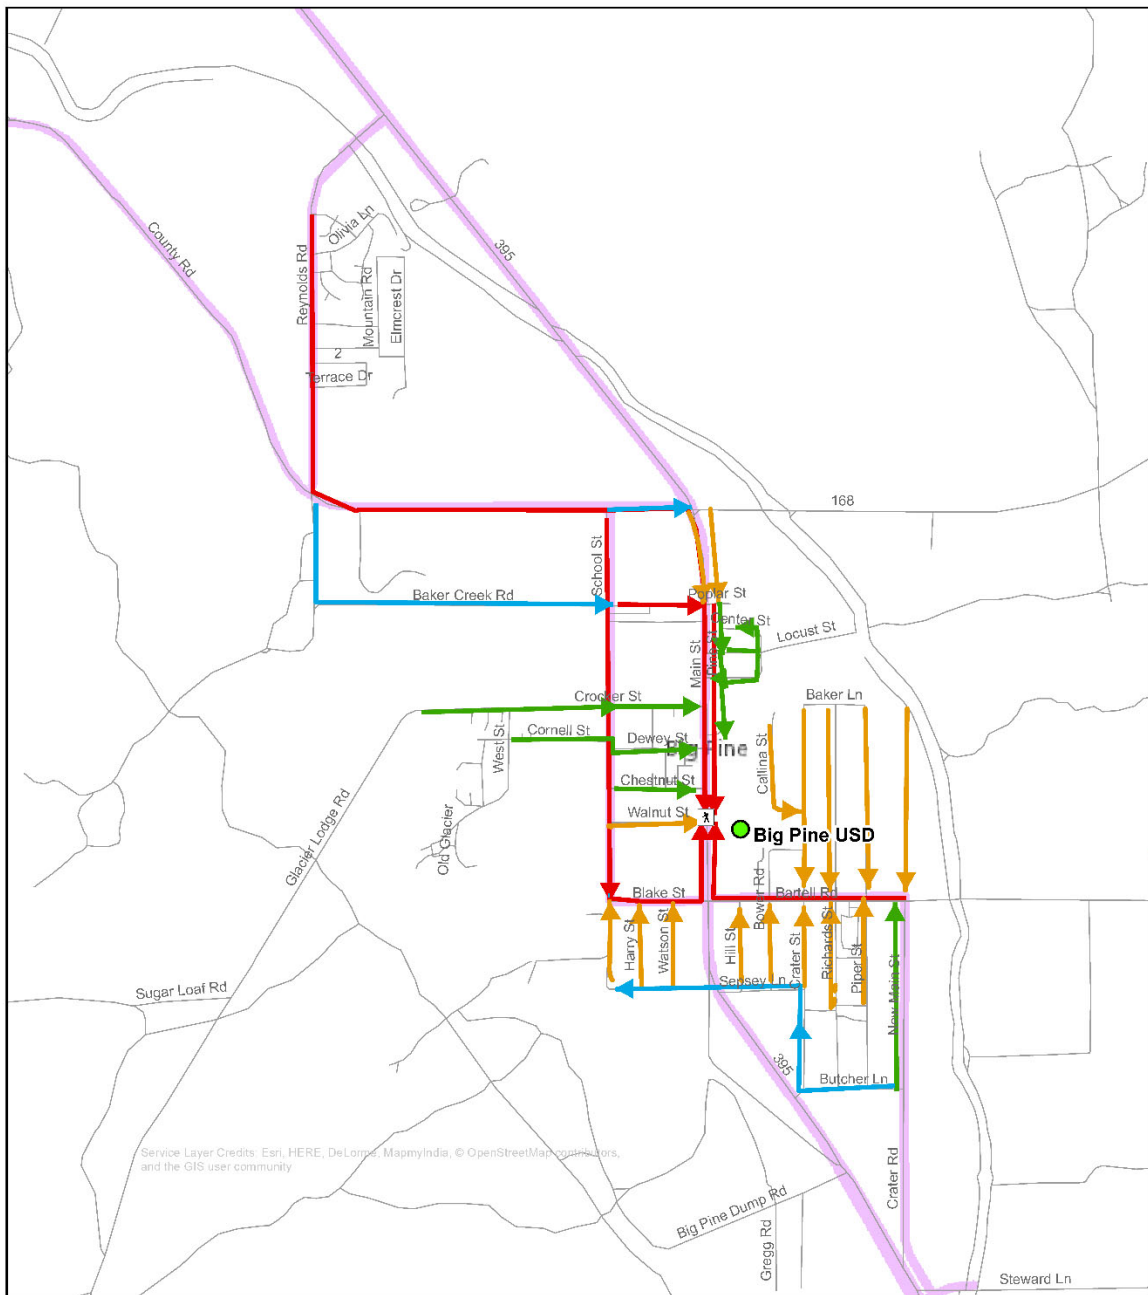 County Rd
Reynolds Rd
Olivia Ln
Mountain Rd
Elmcrest Dr
395
2
Terrace Dr
168
School St
Baker Creek Rd
Poplar St
Center St
Locust St
Main St
Crocker St
Baker Ln
West St
Cornell St
Dewey St
Big Pine
Callina St
Chestnut St
Walnut St
Old Glacier
Glacier Lodge Rd
Big Pine USD
Blake St
Bartell Rd
Bower Rd
Harry St
Watson St
Hill St
Crater St
Richards St
Piper St
New Main St
Sepsey Ln
Sugar Loaf Rd
395
Butcher Ln
Service Layer Credits: Esri, HERE, DeLorme, MapmyIndia, © OpenStreetMap contributors,
and the GIS user community
Crater Rd
Big Pine Dump Rd
Gregg Rd
Steward Ln